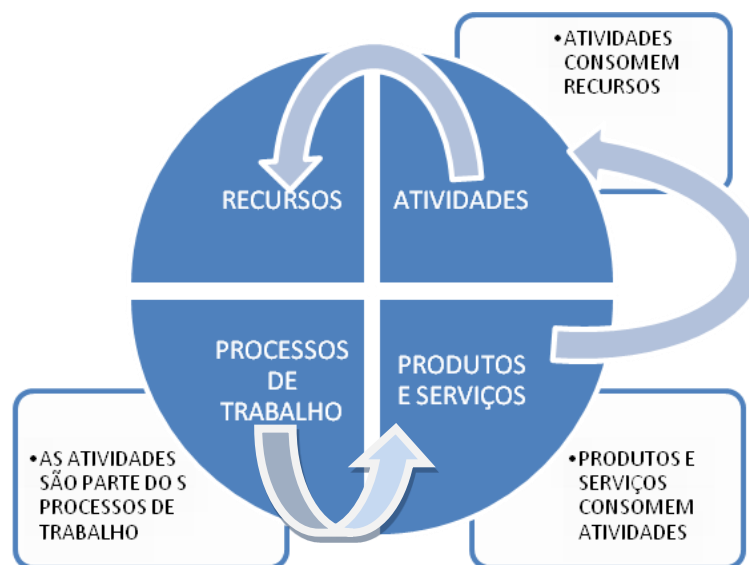 •ATIVIDADES
CONSOMEM
RECURSOS
RECURSOS
ATIVIDADES
PROCESSOS
DE
TRABALHO
PRODUTOS
E SERVIÇOS
•AS ATIVIDADES
SÃO PARTE DO S
PROCESSOS DE
TRABALHO
•PRODUTOS E
SERVIÇOS
CONSOMEM
ATIVIDADES